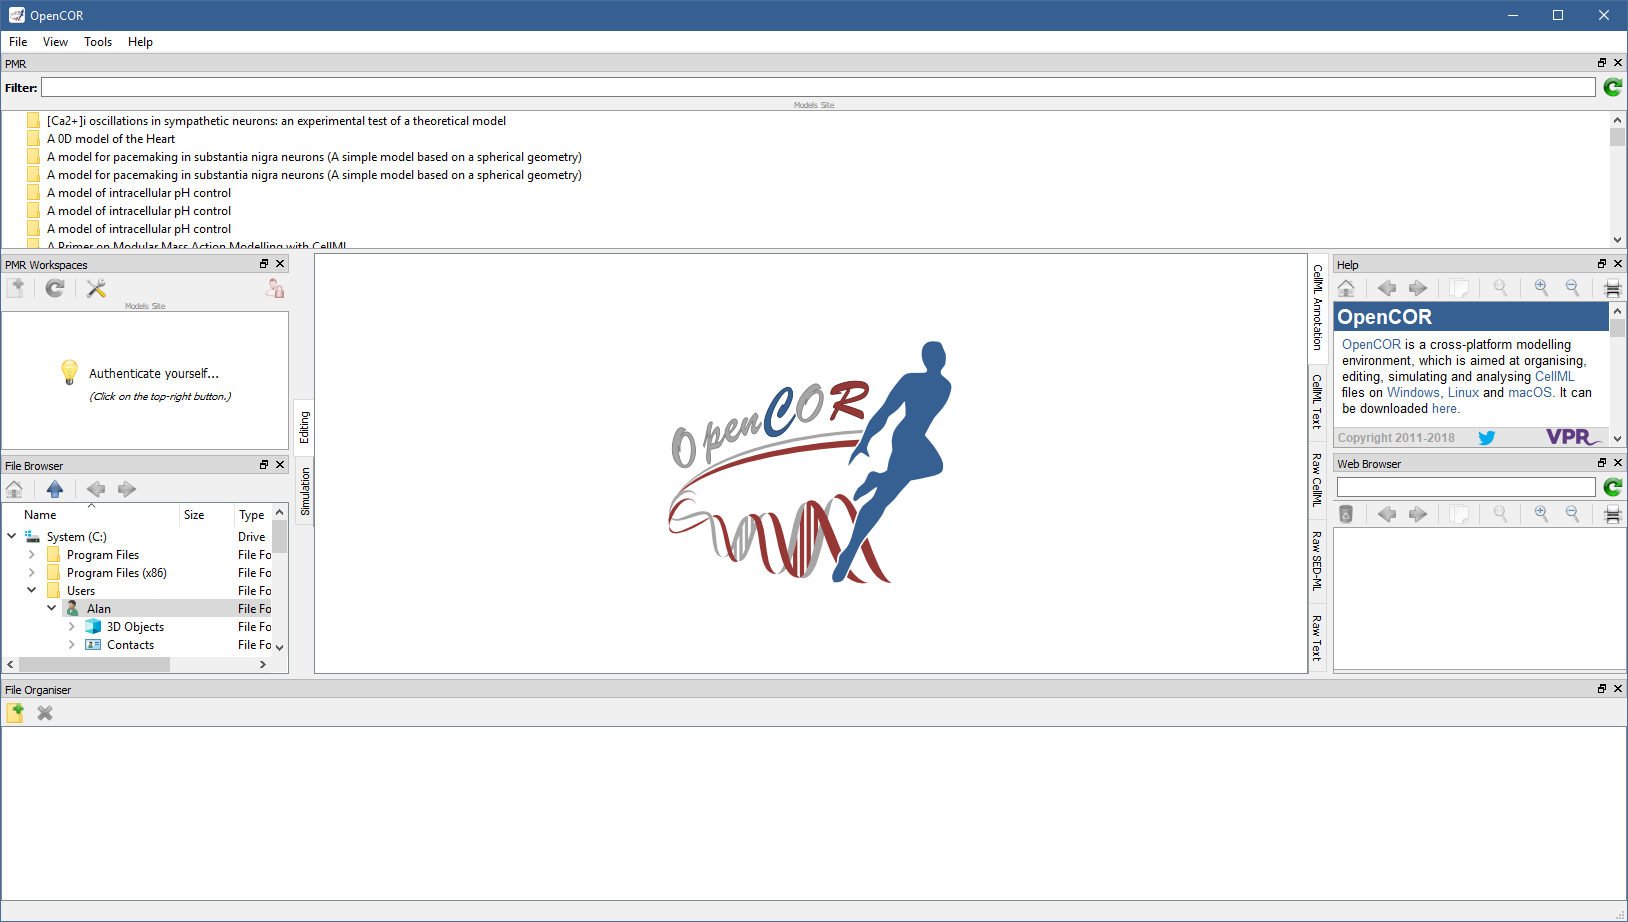 OpenCOR
File View Tools Help
PMR
Filter:
Models Site
[Ca2+]i oscillations in sympathetic neurons: an experimental test of a theoretical model
A 0D model of the Heart
A model for pacemaking in substantia nigra neurons (A simple model based on a spherical geometry)
A model for pacemaking in substantia nigra neurons (A simple model based on a spherical geometry)
A model of intracellular pH control
A model of intracellular pH control
A model of intracellular pH control
A Primer on Modular Mass Action Modelling with CellML
PMR Workspaces
Models Site
Authenticate yourself...
(Click on the top-right button.)
File Browser
Name Size Type
System (C:) Drive
Program Files File Fo
Program Files (x86) File Fo
Users File Fo
Alan File Fo
3D Objects File Fo
Contacts File Fo
Editing
Simulation
OpenCOR
CellML Annotation
CellML Text
Raw CellML
Raw SED-ML
Raw Text
Help
OpenCOR
OpenCOR is a cross-platform modelling
environment, which is aimed at organising,
editing, simulating and analysing CellML
files on Windows, Linux and macOS. It can
be downloaded here.
Copyright 2011-2018 VPR
Web Browser
File Organiser